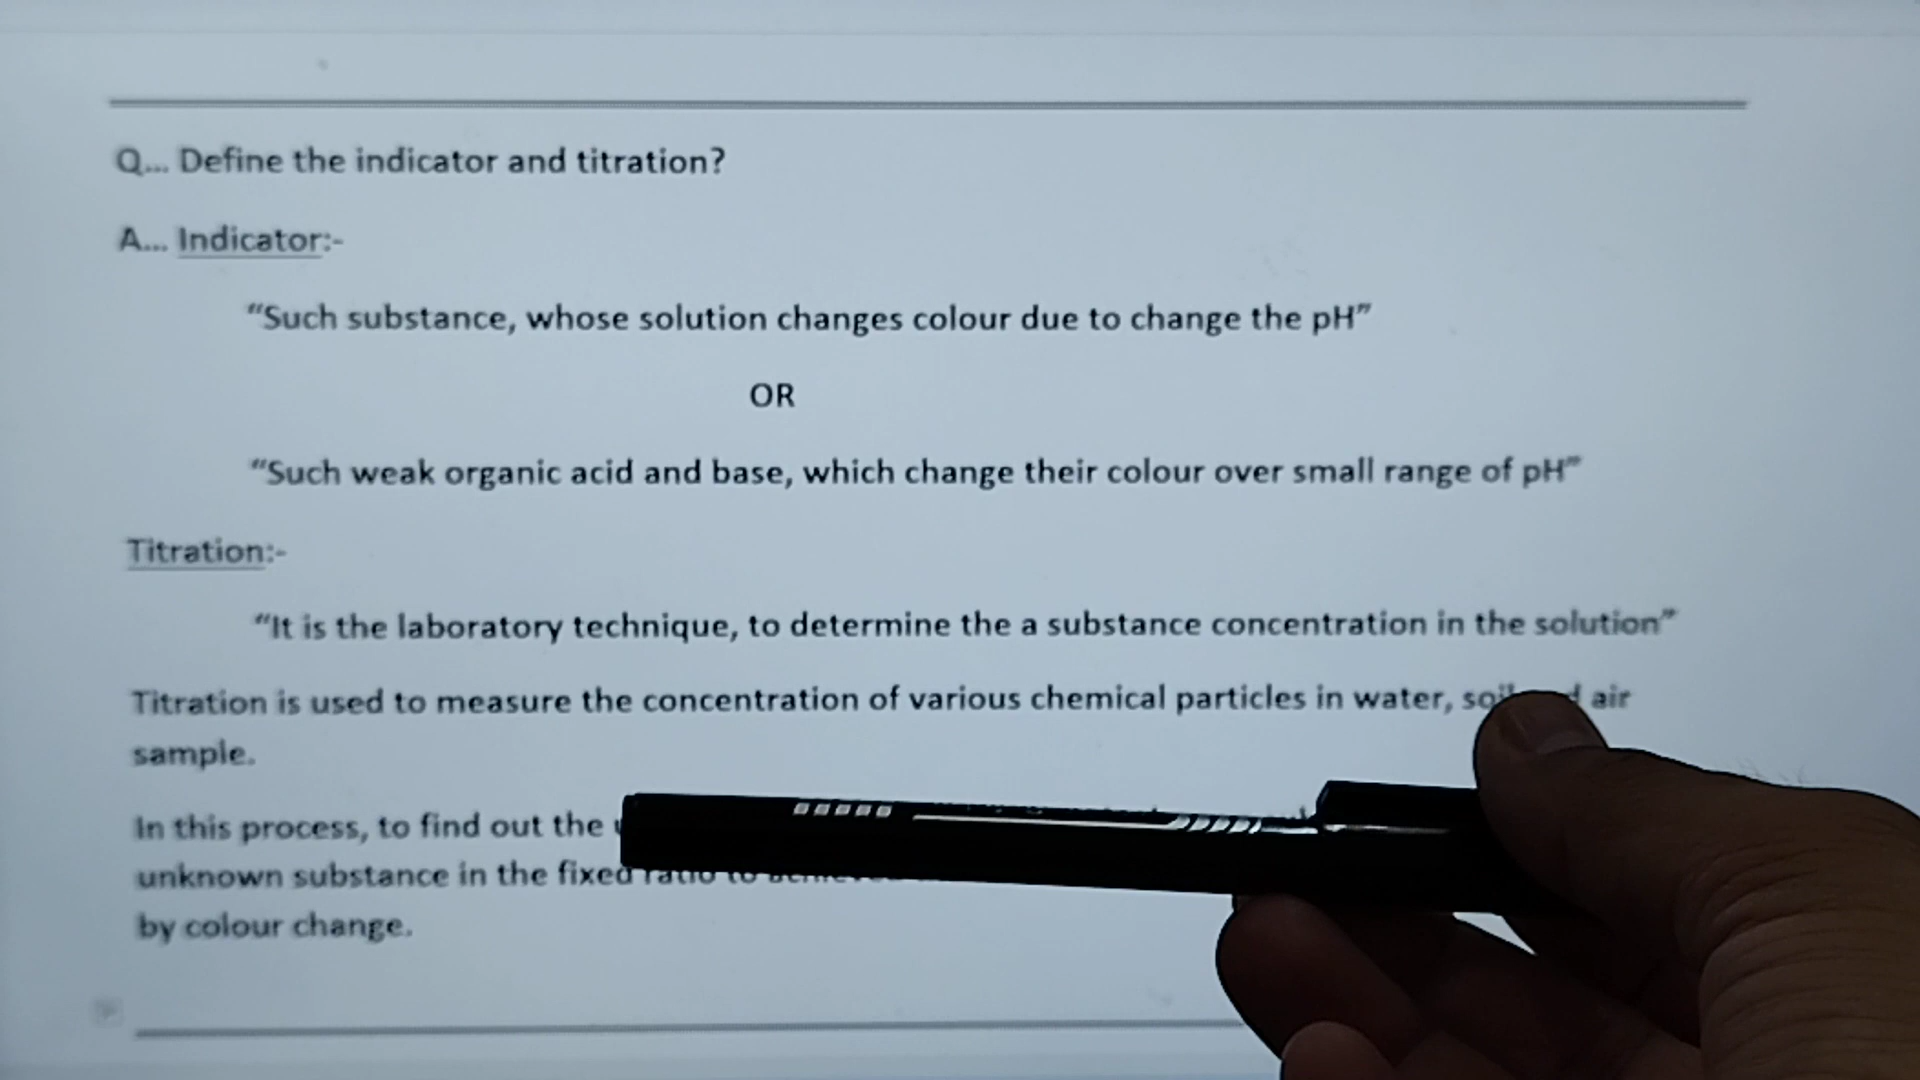 Q... Define the indicator and titration?
A... Indicator:-
“Such substance, whose solution changes colour due to change the pH”
OR
“Such weak organic acid and base, which change their colour over small range of pH”
Titration:-
“It is the laboratory technique, to determine the a substance concentration in the solution”
Titration is used to measure the concentration of various chemical particles in water, air
sample.
In this process, to find out the
unknown substance in the fixed ratio to
by colour change.